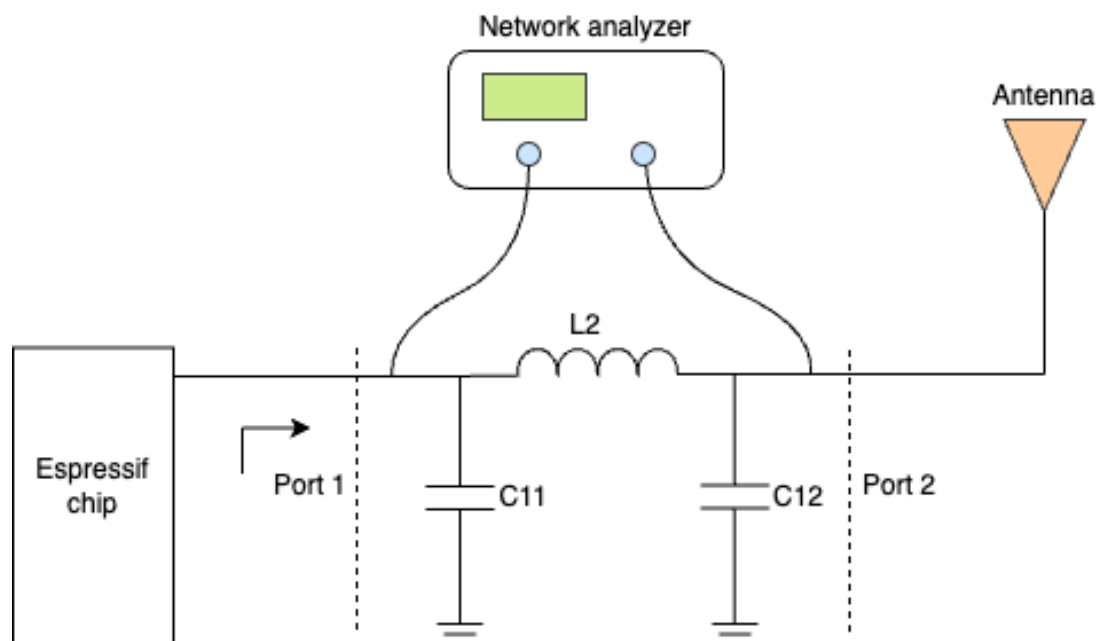 Network analyzer
Antenna
L2
Espressif
chip
Port 1
C11
C12
Port 2